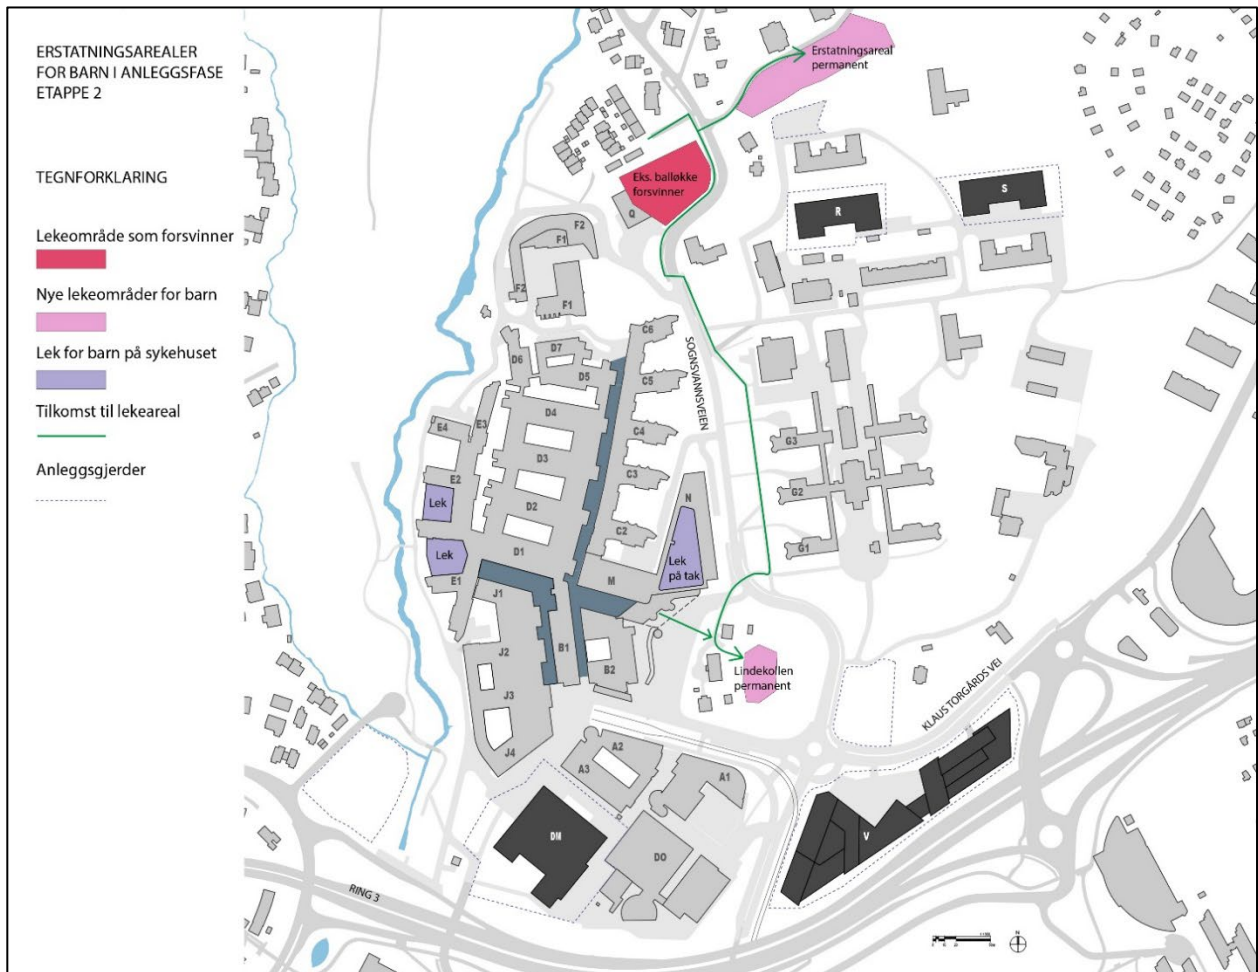 ERSTATNINGSAREALER
FOR BARN I ANLEGGSFASE
ETAPPE 2
TEGNFORKLARING
Lekeområde som forsvinner
Nye lekeområder for barn
Lek for barn på sykehuset
Tilkomst til lekeareal
Anleggsgjerder
Erstatningsareal
permanent
Eks. balløkke
forsvinner
Q
R
S
F2
F1
F2
F1
C6
D7
D6
D5
C5
SOGNSVANNSVEIEN
D4
E4
E3
C4
G3
D3
C3
E2
N
G2
Lek
D2
C2
D1
G1
Lek
Lek
på tak
M
E1
J1
B1
B2
J2
Lindekollen
permanent
J3
KLAUS TORGÅRDS VEI
J4
A2
A3
A1
DM
V
DO
RING 3
N